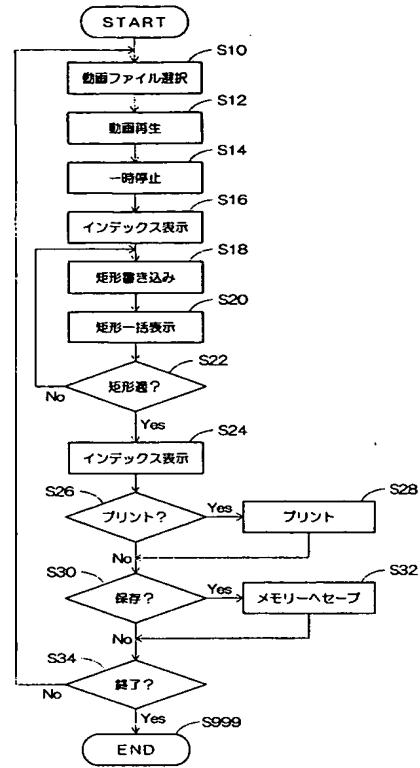 START
S10
動画ファイル選択
S12
動画再生
S14
一時停止
S16
インデックス表示
S18
矩形書き込み
S20
矩形一括表示
S22
矩形適?
No
Yes
S24
インデックス表示
S26
プリント?
Yes
S28
プリント
No
S30
保存?
Yes
S32
メモリーへセーブ
No
S34
終了?
No
Yes
S999
END